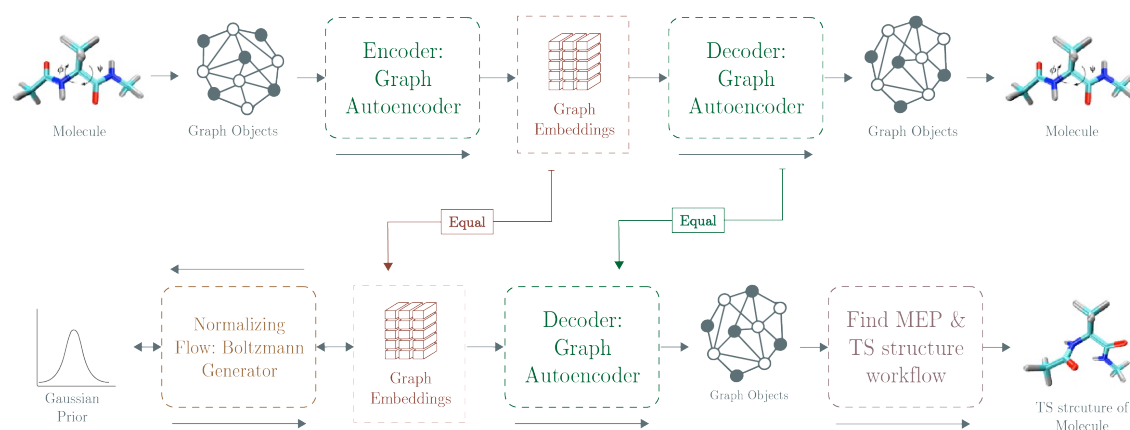 Encoder:
Graph
Autoencoder
Decoder:
Graph
Autoencoder
ϕ
ψ
ϕ
ψ
Graph
Embeddings
Molecule
Graph Objects
Graph Objects
Molecule
Equal
Equal
Normalizing
Flow: Boltzmann
Generator
Decoder:
Graph
Autoencoder
Find MEP &
TS structure
workflow
Graph
Embeddings
Gaussian
Prior
Graph Objects
TS strcuture of
Molecule